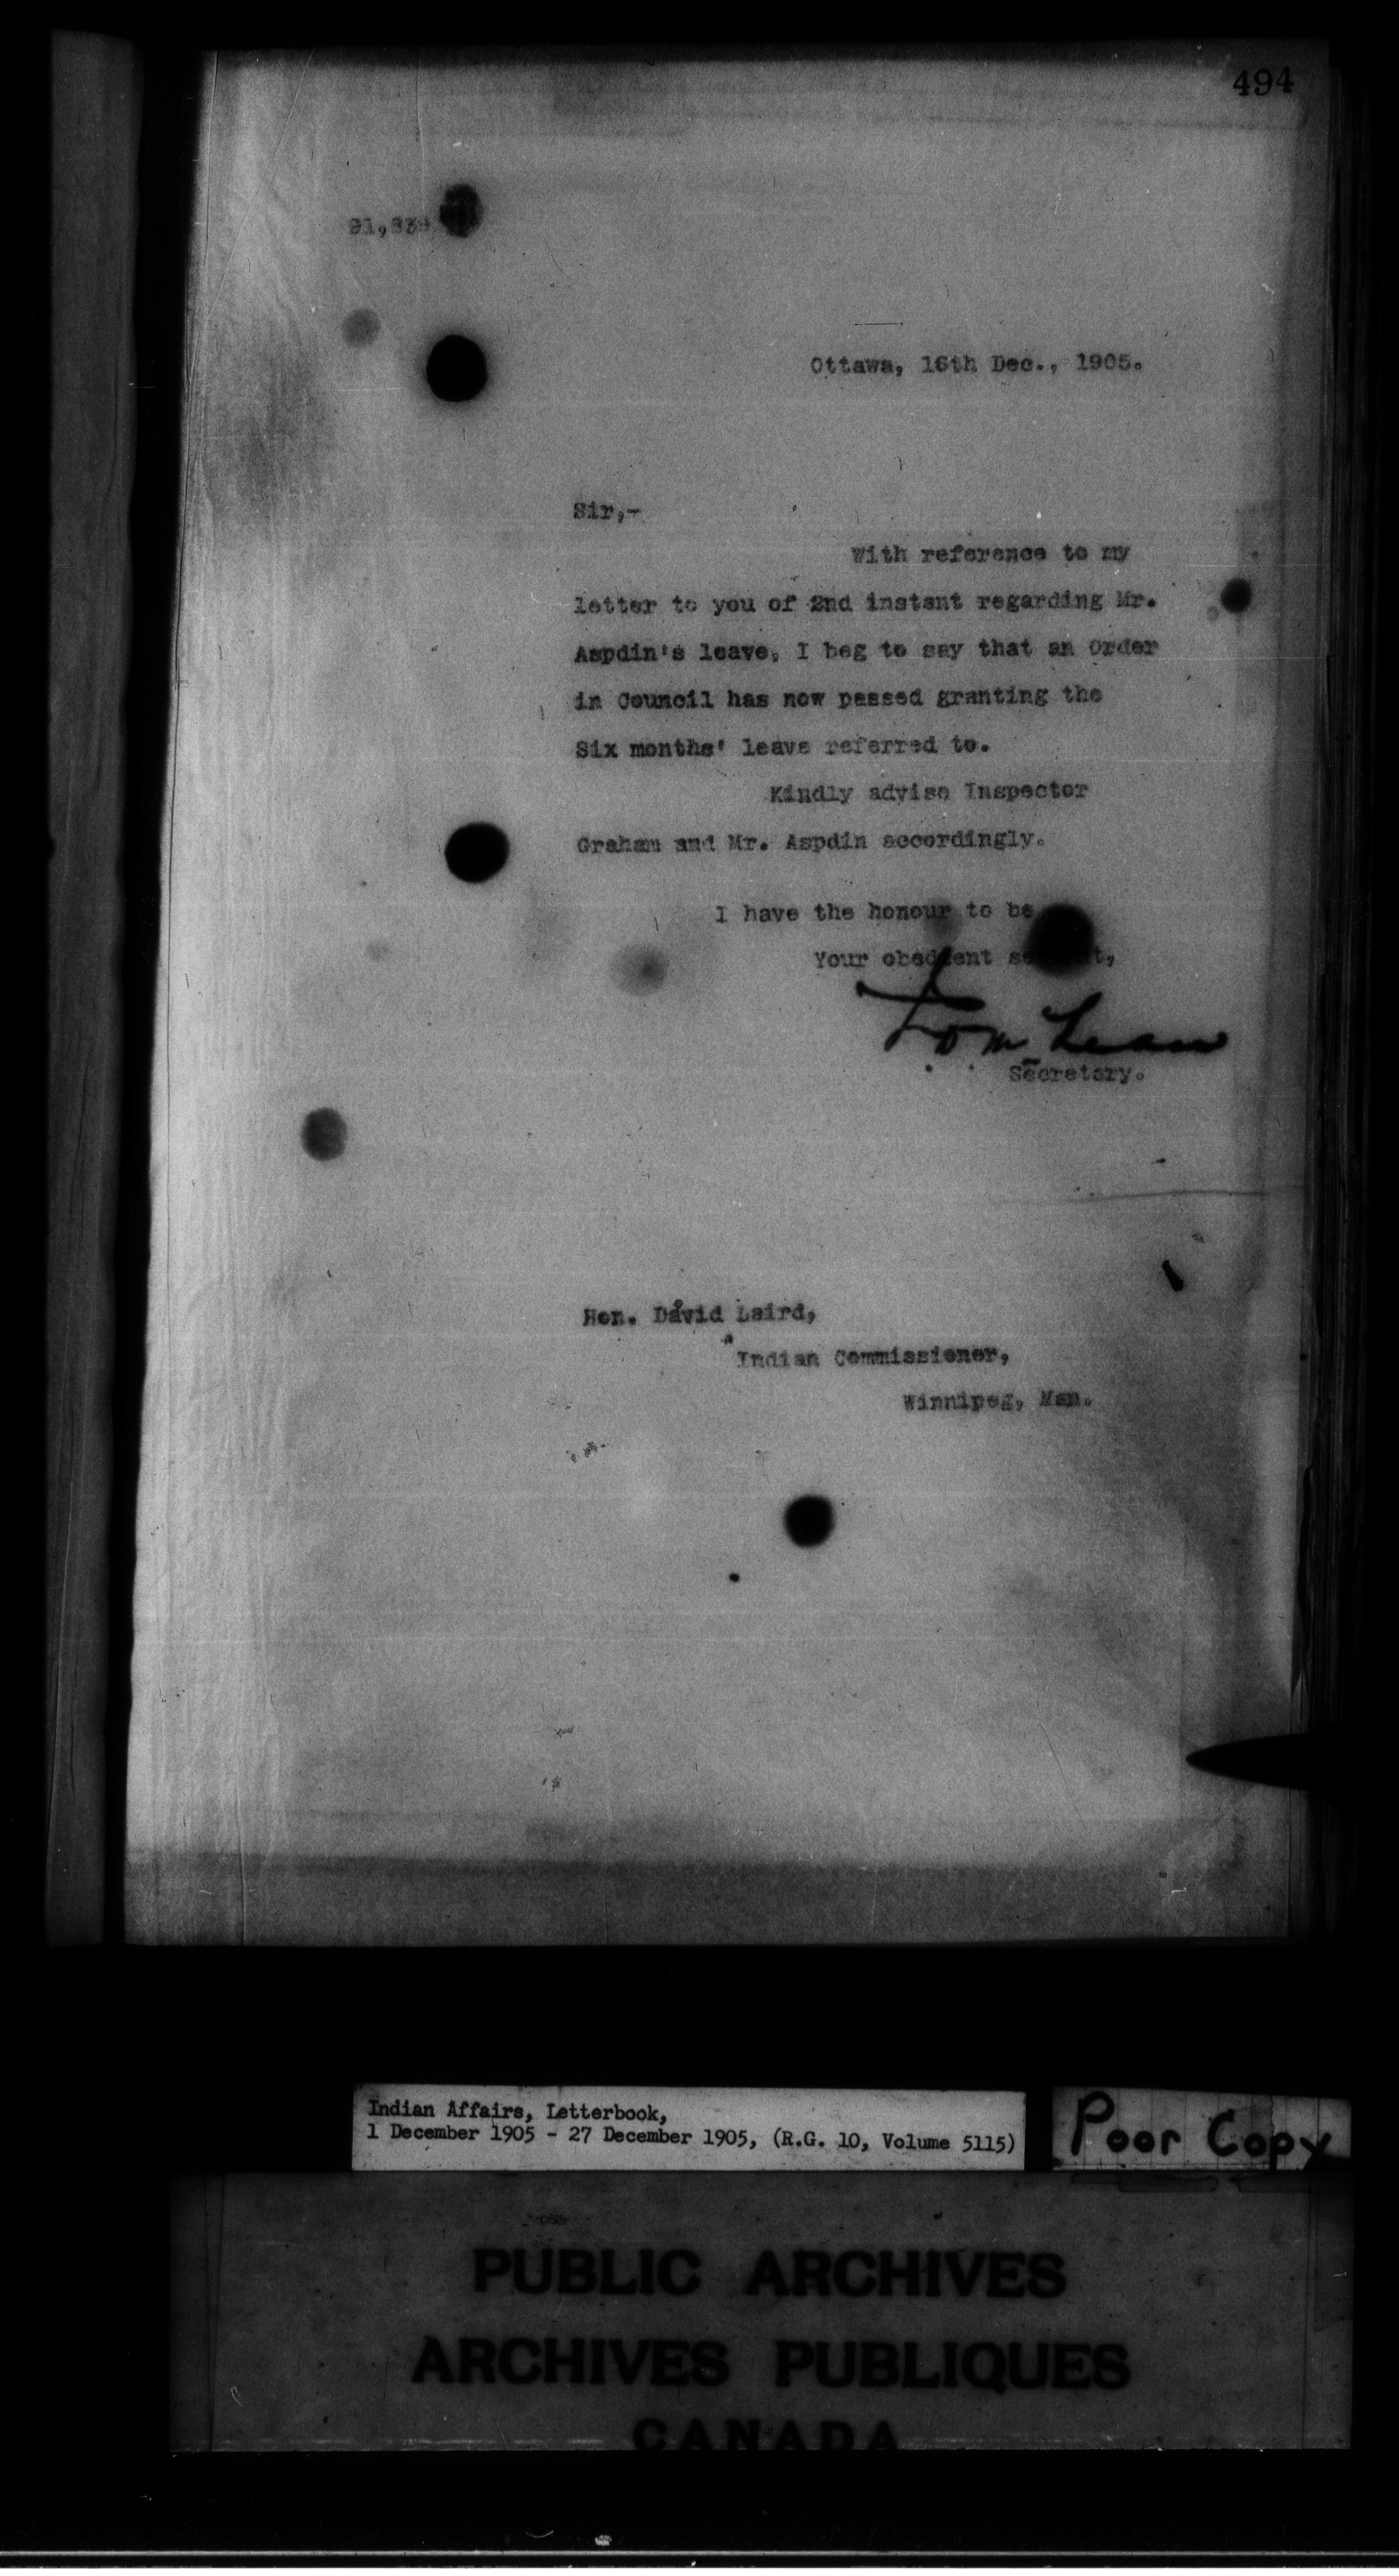 494
Ottawa, 16th Dec., 1905.
Sir,-
With reference to my
letter to you of 2nd instant regarding Mr.
Aspdin's leave, I beg to say that an Order
in Council has now passed granting the
Six months' leave referred to.
Kindly advise Inspector
Graham and Mr. Aspdin accordingly.
I have the honour to be
Your obedient
Secretary.
Hon. David Laird,
Indian Commissioner,
Winnipeg, Man.
Indian Affairs, Letterbook,
1 December 1905 - 27 December 1905, (R.G. 10, Volume 5115)
Poor Copy
PUBLIC ARCHIVES
ARCHIVES PUBLIQUES
CANADA